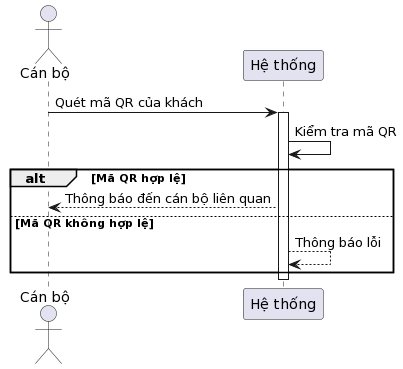 Cán bộ
Hệ thống
Quét mã QR của khách
Kiểm tra mã QR
alt [Mã QR hợp lệ]
Thông báo đến cán bộ liên quan
[Mã QR không hợp lệ]
Thông báo lỗi
Cán bộ
Hệ thống